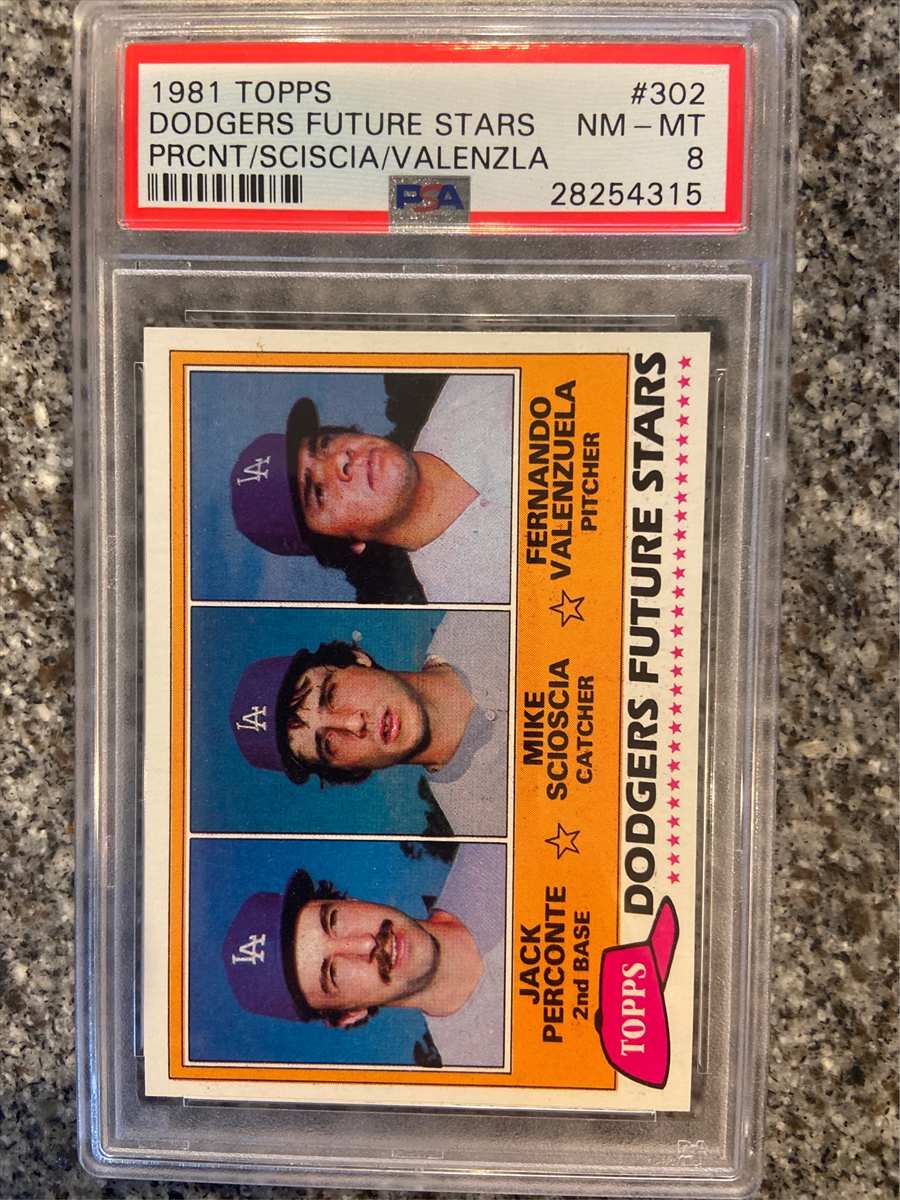 1981 TOPPS #302
DODGERS FUTURE STARS NM-MT
PRCNT/SCISCIA/VALENZLA 8
PSA 28254315
LA
LA
LA
JACK
PERCONTE
2nd BASE
☆
MIKE
SCIOSCIA
CATCHER
☆
FERNANDO
VALENZUELA
PITCHER
TOPPS
DODGERS FUTURE STARS